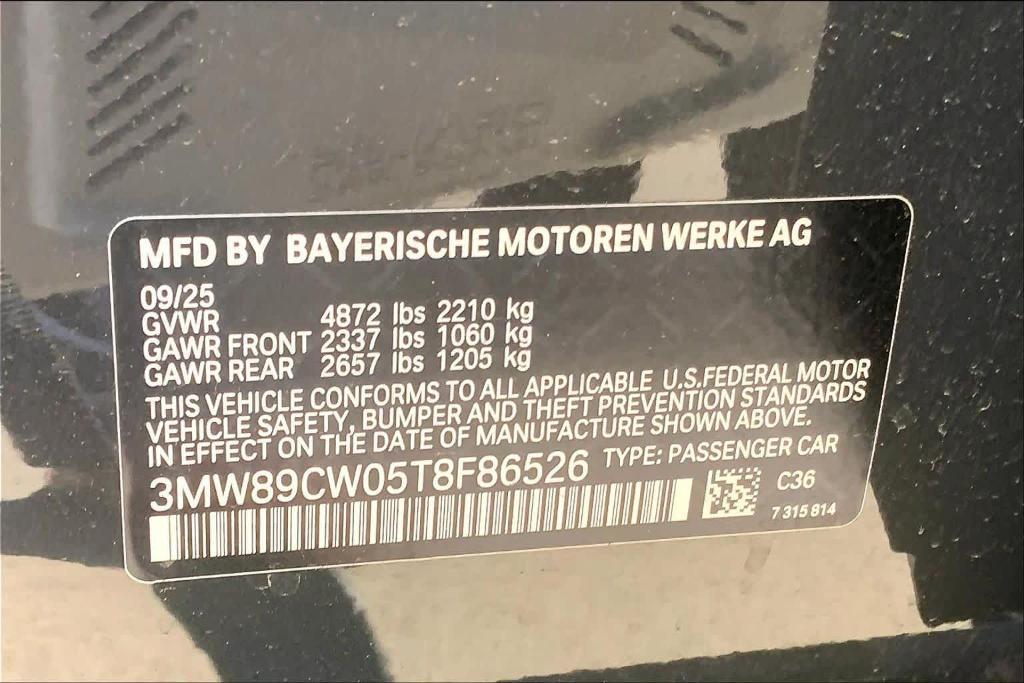 MFD BY BAYERISCHE MOTOREN WERKE AG
09/25
GVWR 4872 lbs 2210 kg
GAWR FRONT 2337 lbs 1060 kg
GAWR REAR 2657 lbs 1205 kg
THIS VEHICLE CONFORMS TO ALL APPLICABLE U.S.FEDERAL MOTOR
VEHICLE SAFETY, BUMPER AND THEFT PREVENTION STANDARDS
IN EFFECT ON THE DATE OF MANUFACTURE SHOWN ABOVE.
3MW89CW05T8F86526 TYPE: PASSENGER CAR
C36
7 315 814